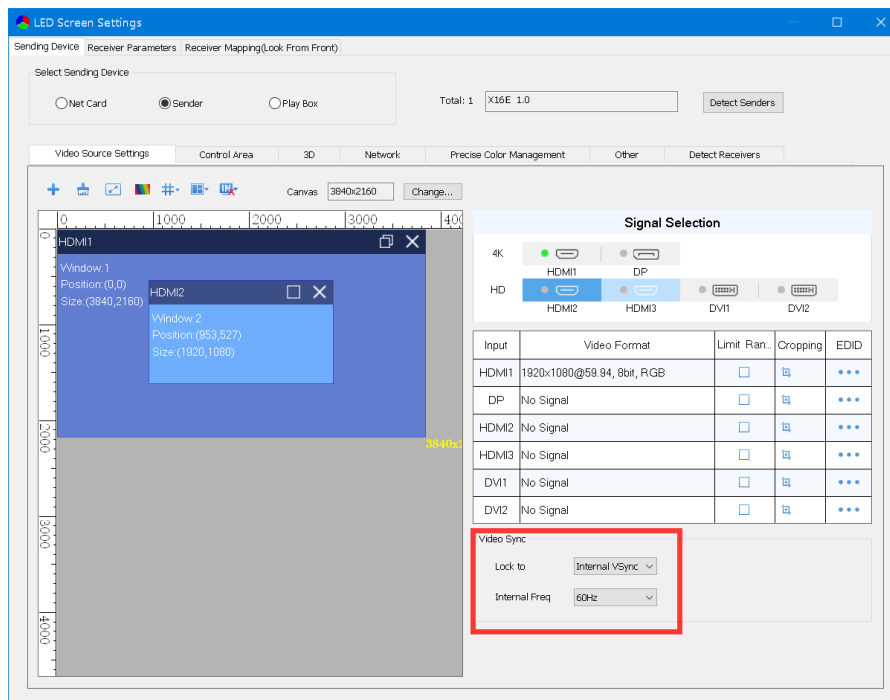 LED Screen Settings
Sending Device Receiver Parameters Receiver Mapping(Look From Front)
Select Sending Device
Net Card Sender Play Box
Total: 1 X16E 1.0 Detect Senders
Video Source Settings Control Area 3D Network Precise Color Management Other Detect Receivers
Canvas 3840x2160 Change...
0 1000 2000 3000
0
1000
2000
3000
4000
HDMI1
Window:1
Position:(0,0)
Size:(3840,2160)
HDMI2
Window:2
Position:(953,527)
Size:(1920,1080)
Signal Selection
4K
HDMI1 DP
HD
HDMI2 HDMI3 DVI1 DVI2
Input Video Format Limit Ran... Cropping EDID
HDMI1 1920x1080@59.94, 8bit, RGB
DP No Signal
HDMI2 No Signal
HDMI3 No Signal
DVI1 No Signal
DVI2 No Signal
Video Sync
Lock to Internal VSync
Internal Freq 60Hz